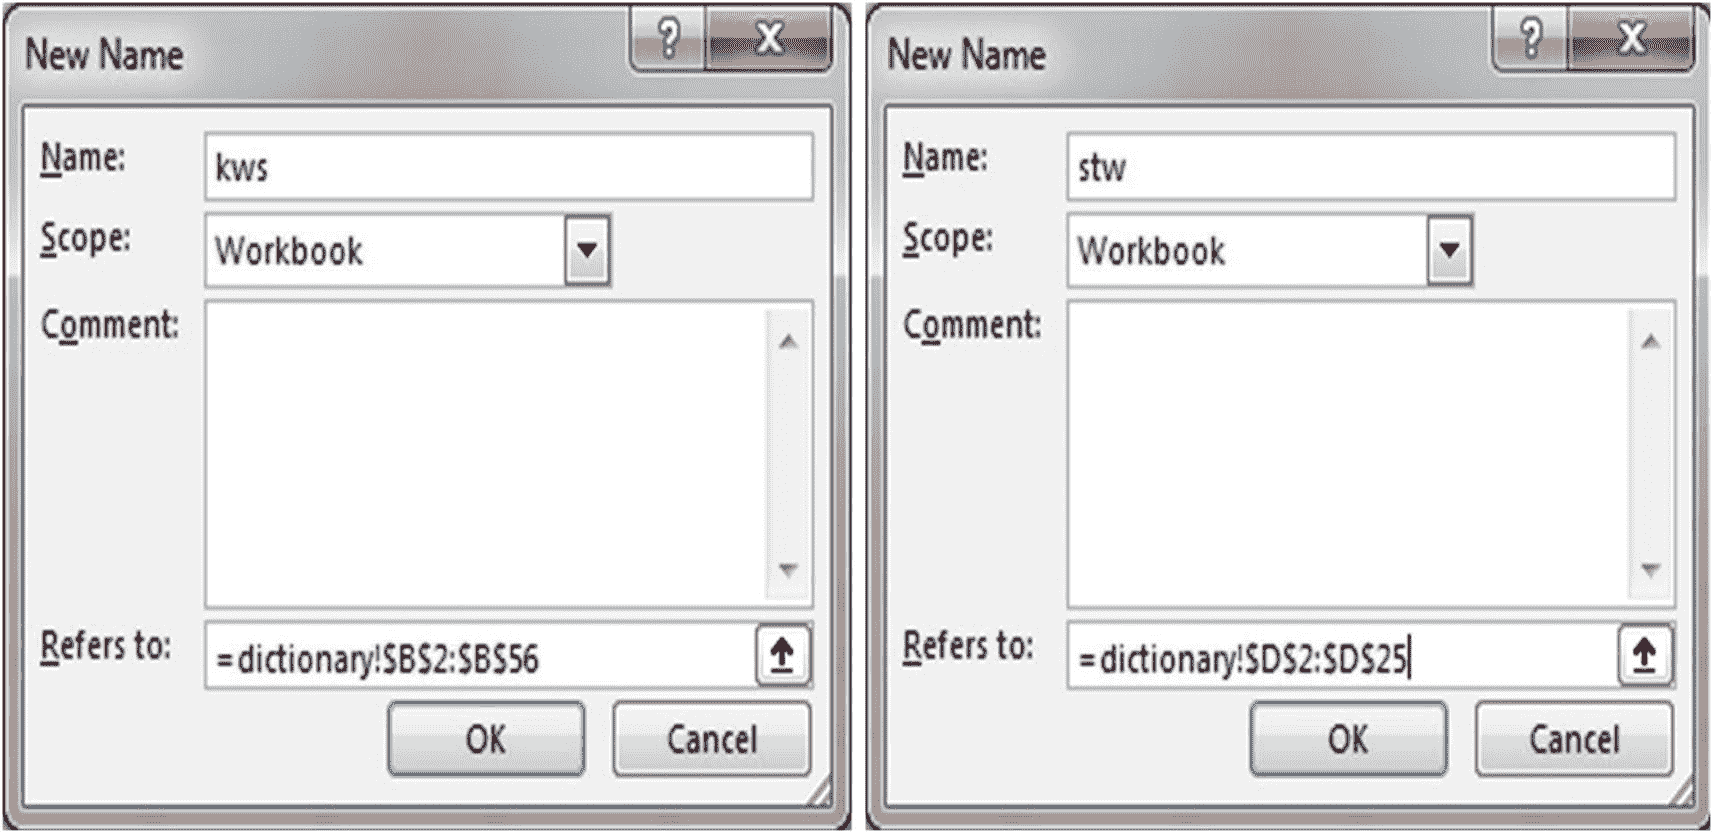 New Name
? X
Name: kws
Scope: Workbook
Comment:
Refers to: =dictionary!$B$2:$B$56
OK Cancel
New Name
? X
Name: stw
Scope: Workbook
Comment:
Refers to: =dictionary!$D$2:$D$25
OK Cancel